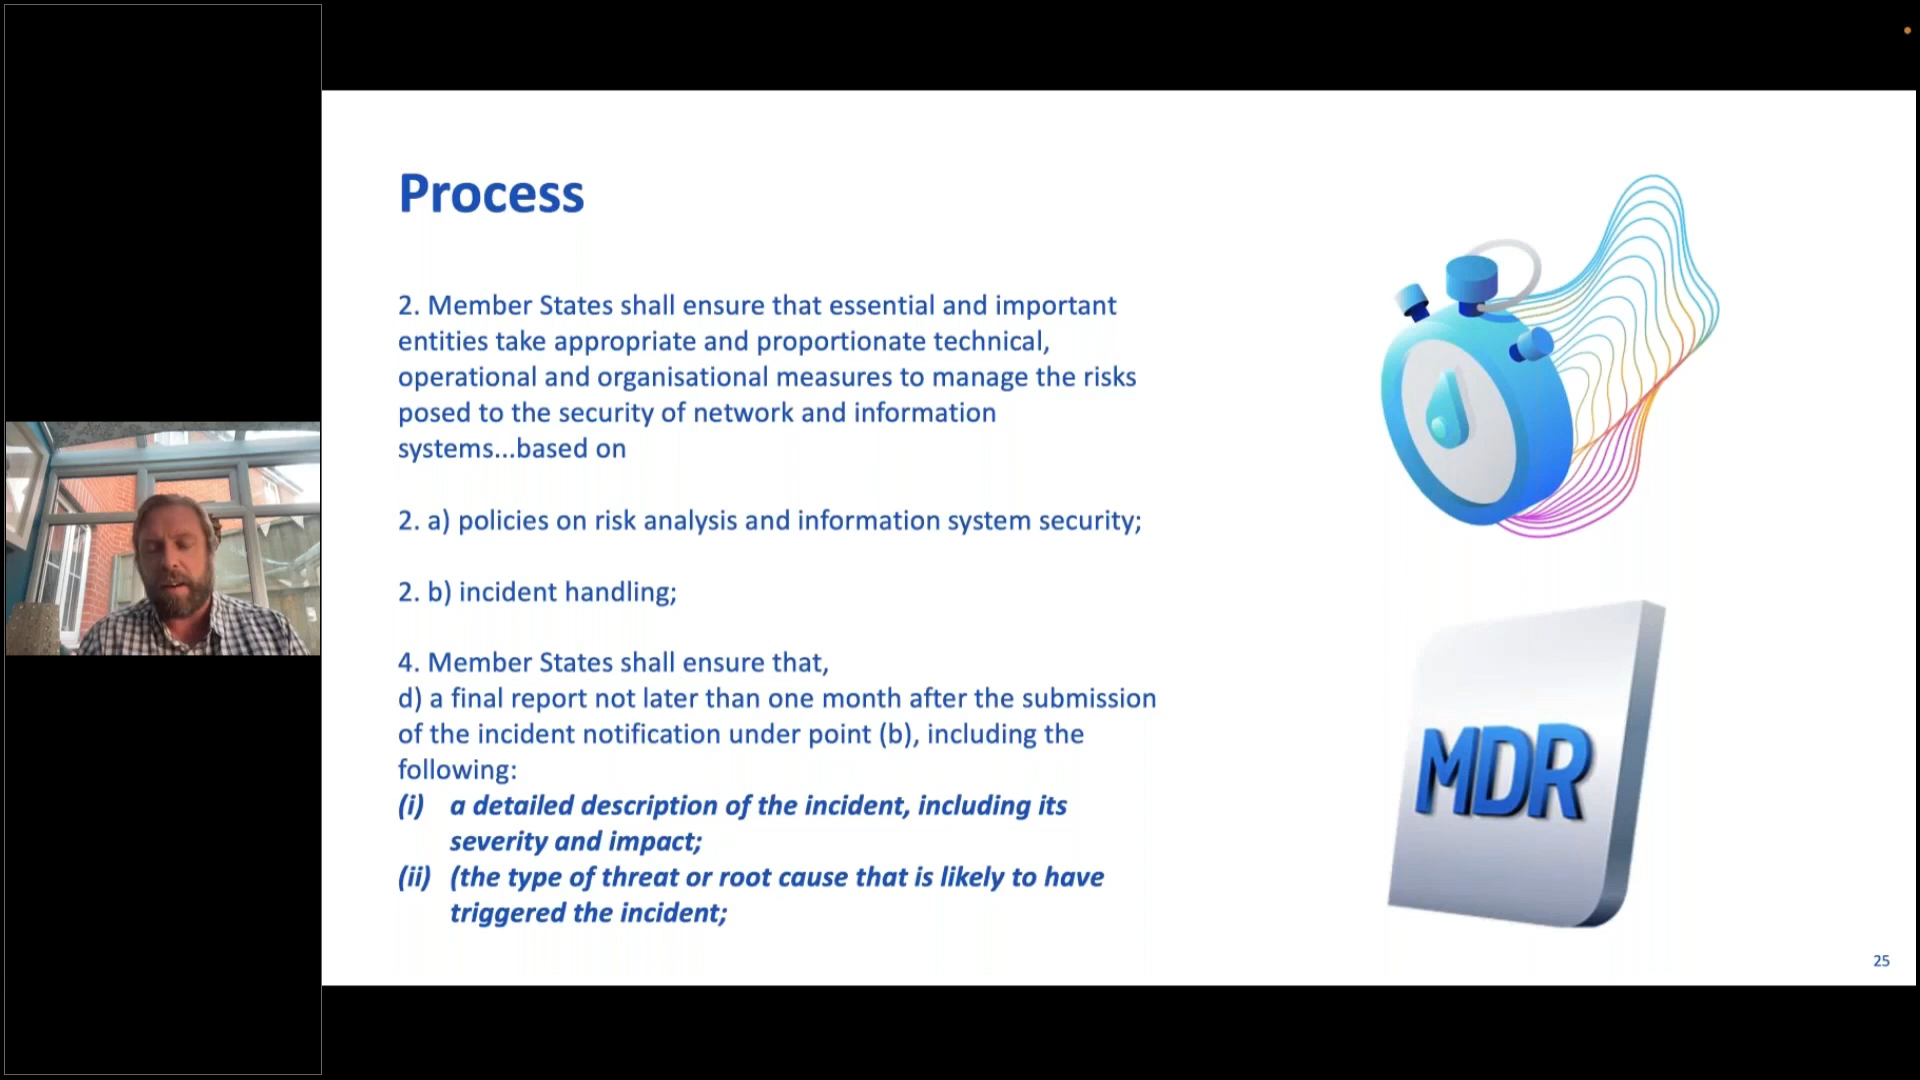 Process
2. Member States shall ensure that essential and important
entities take appropriate and proportionate technical,
operational and organisational measures to manage the risks
posed to the security of network and information
systems...based on
2. a) policies on risk analysis and information system security;
2. b) incident handling;
4. Member States shall ensure that,
d) a final report not later than one month after the submission
of the incident notification under point (b), including the
following:
(i) a detailed description of the incident, including its
severity and impact;
(ii) (the type of threat or root cause that is likely to have
triggered the incident;
MDR
25